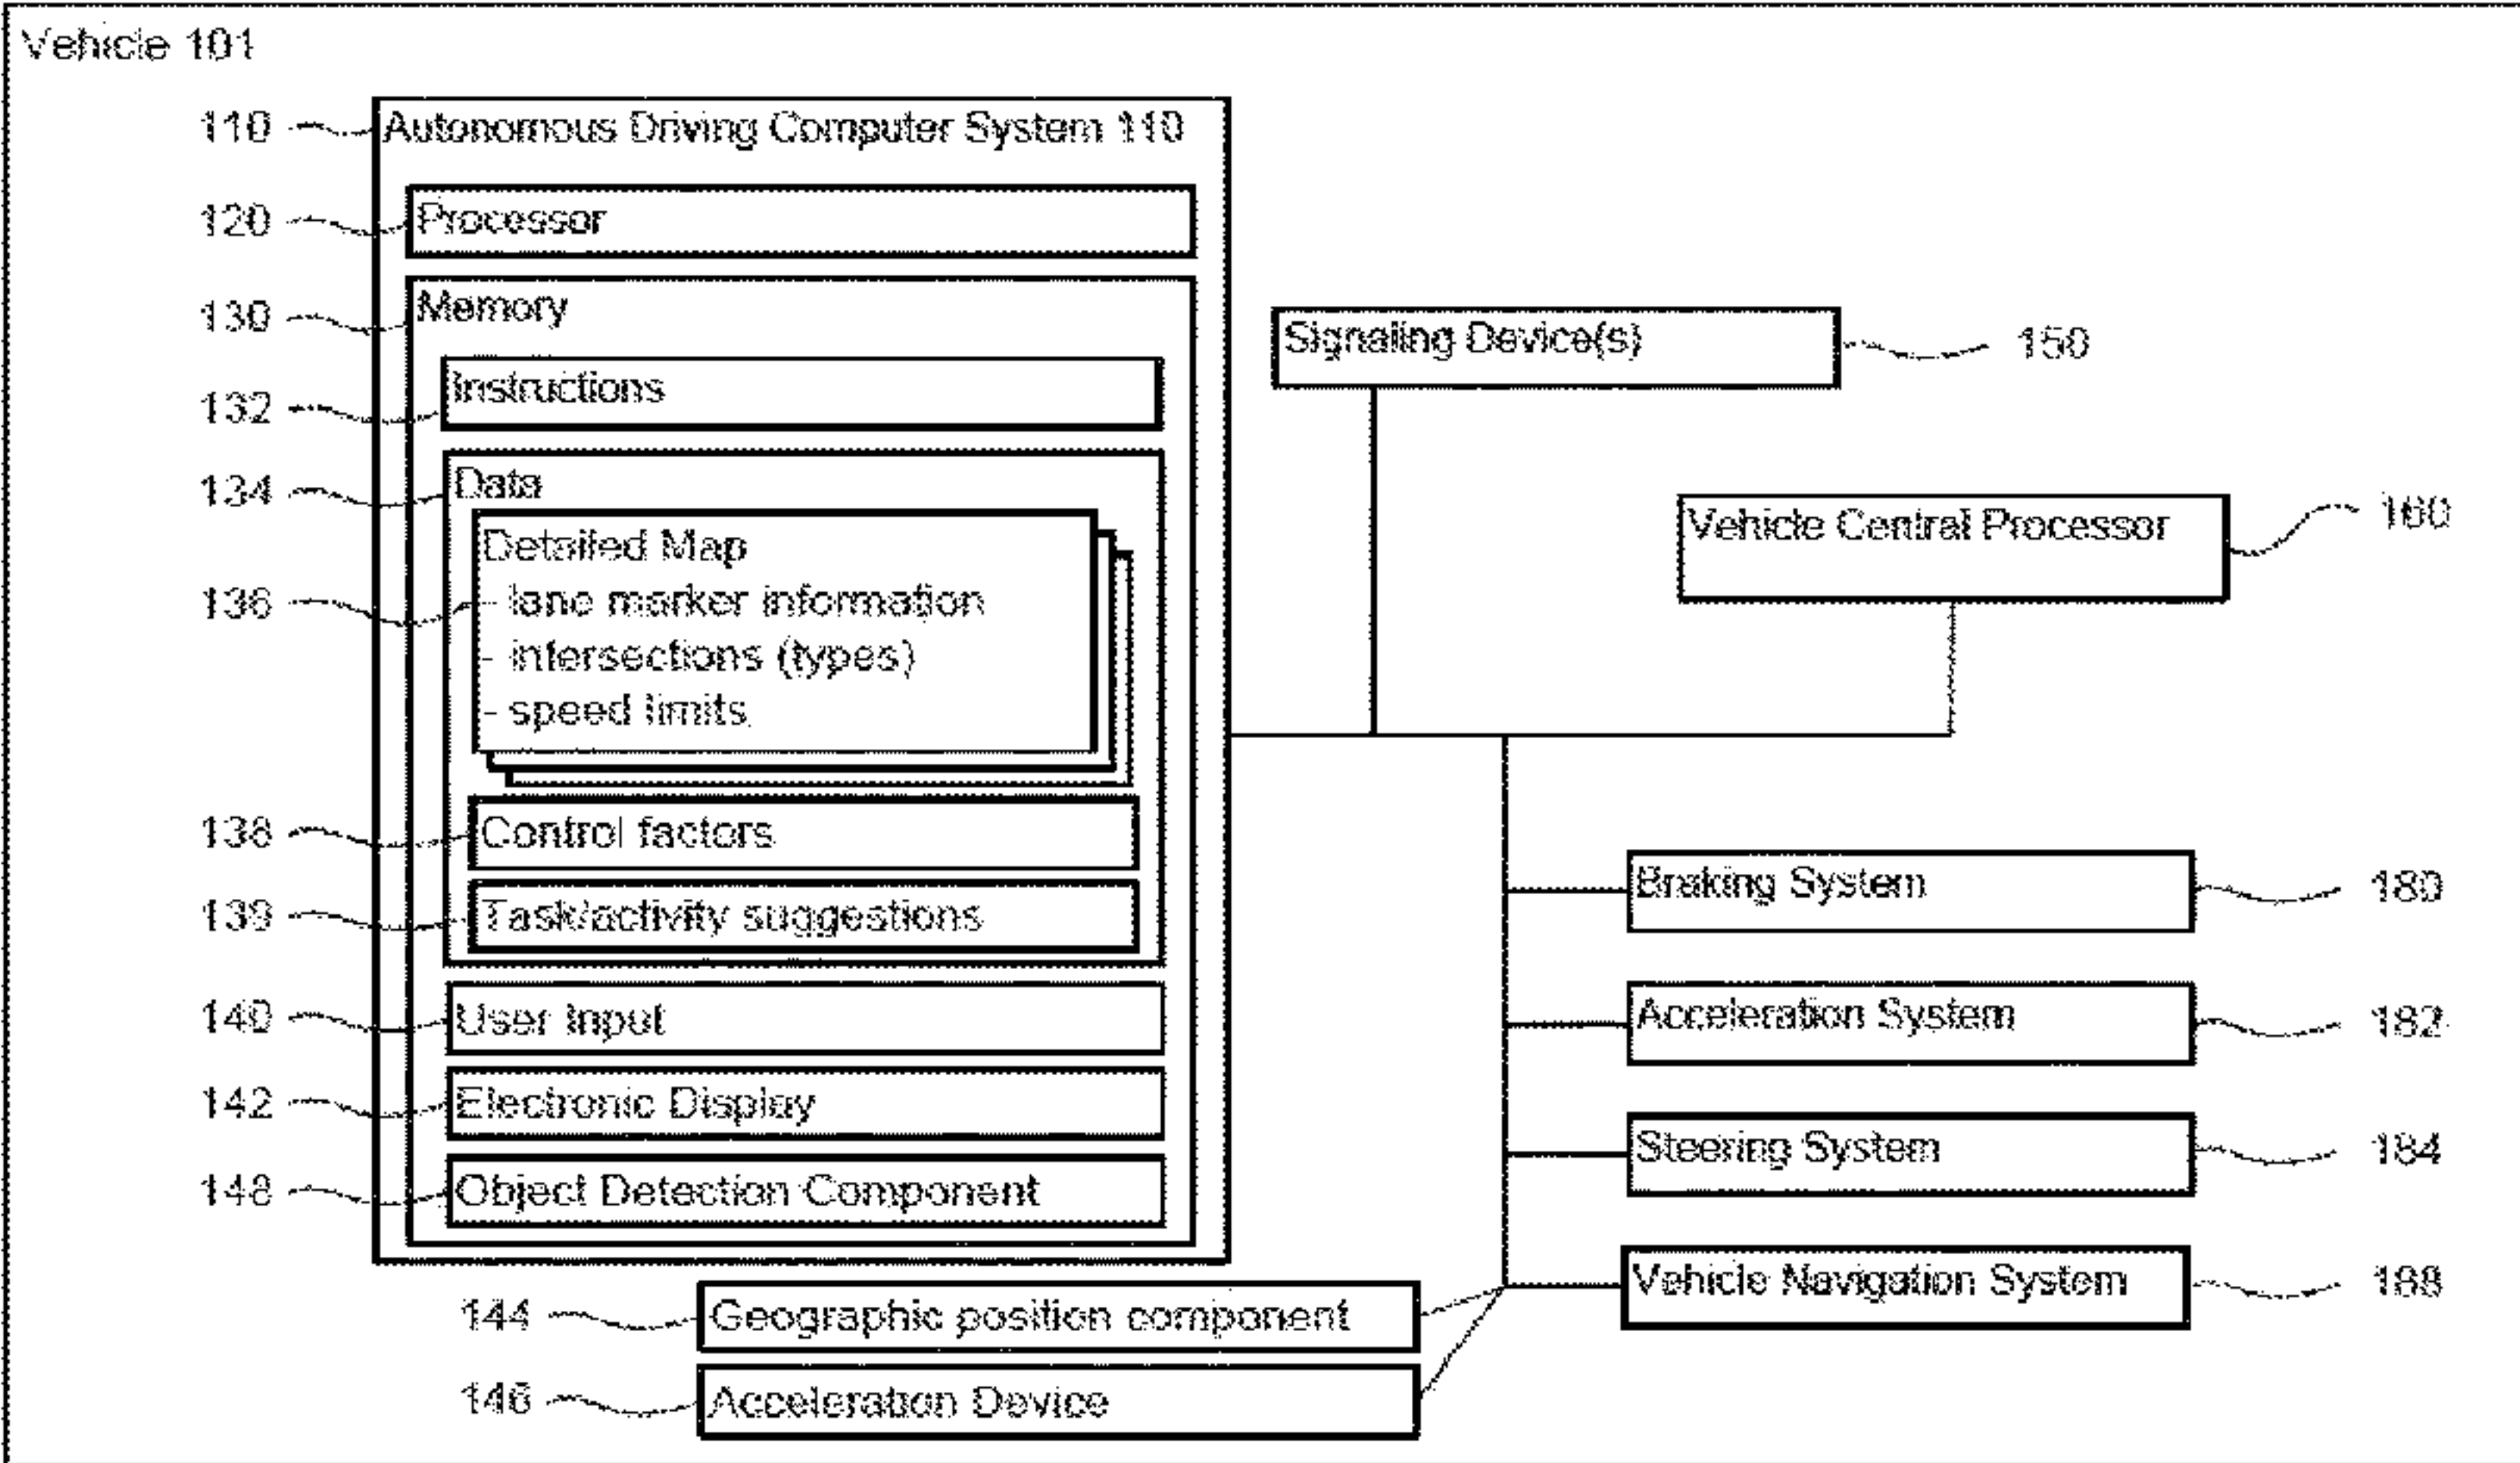 Vehicle 101
110 Autonomous Driving Computer System 110
120 Processor
130 Memory
Signaling Device(s) 150
132 Instructions
134 Data
Vehicle Central Processor 160
Detailed Map
136 - lane marker information
- intersections (types)
- speed limits
138 Control factors
Braking System 180
139 Task/activity suggestions
140 User Input
Acceleration System 182
142 Electronic Display
Steering System 184
148 Object Detection Component
Vehicle Navigation System 188
144 Geographic position component
146 Acceleration Device